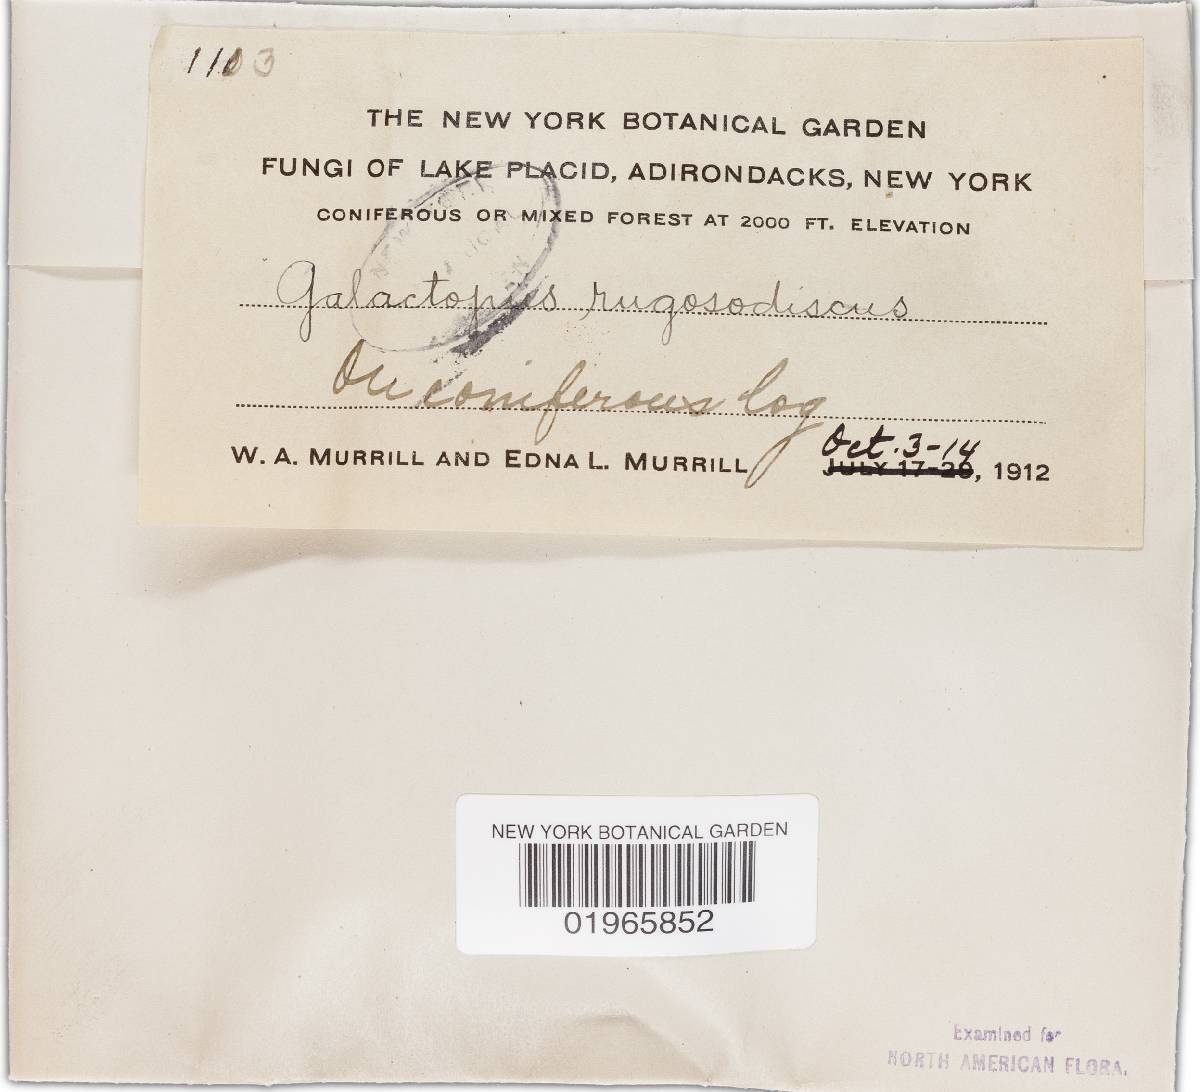 1103
THE NEW YORK BOTANICAL GARDEN
FUNGI OF LAKE PLACID, ADIRONDACKS, NEW YORK
CONIFEROUS OR MIXED FOREST AT 2000 FT. ELEVATION
Galactopus rugosodiscus
On coniferous log
Oct. 3-14
W. A. MURRILL AND EDNA L. MURRILL JULY 17-29, 1912
NEW YORK BOTANICAL GARDEN
01965852
Examined for
NORTH AMERICAN FLORA.